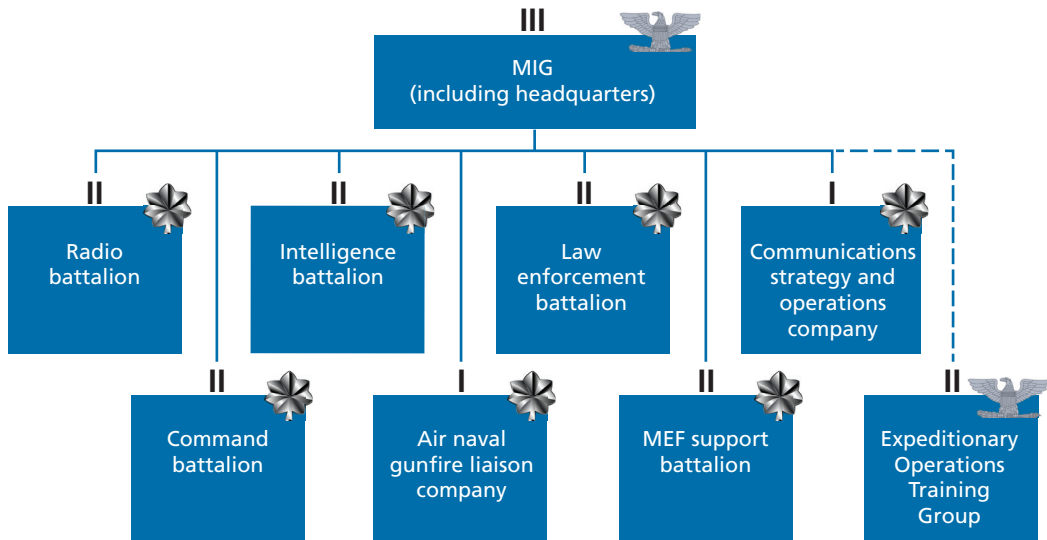 III
MIG
(including headquarters)
II
Radio
battalion
II
Intelligence
battalion
II
Law
enforcement
battalion
I
Communications
strategy and
operations
company
II
Command
battalion
I
Air naval
gunfire liaison
company
II
MEF support
battalion
II
Expeditionary
Operations
Training
Group